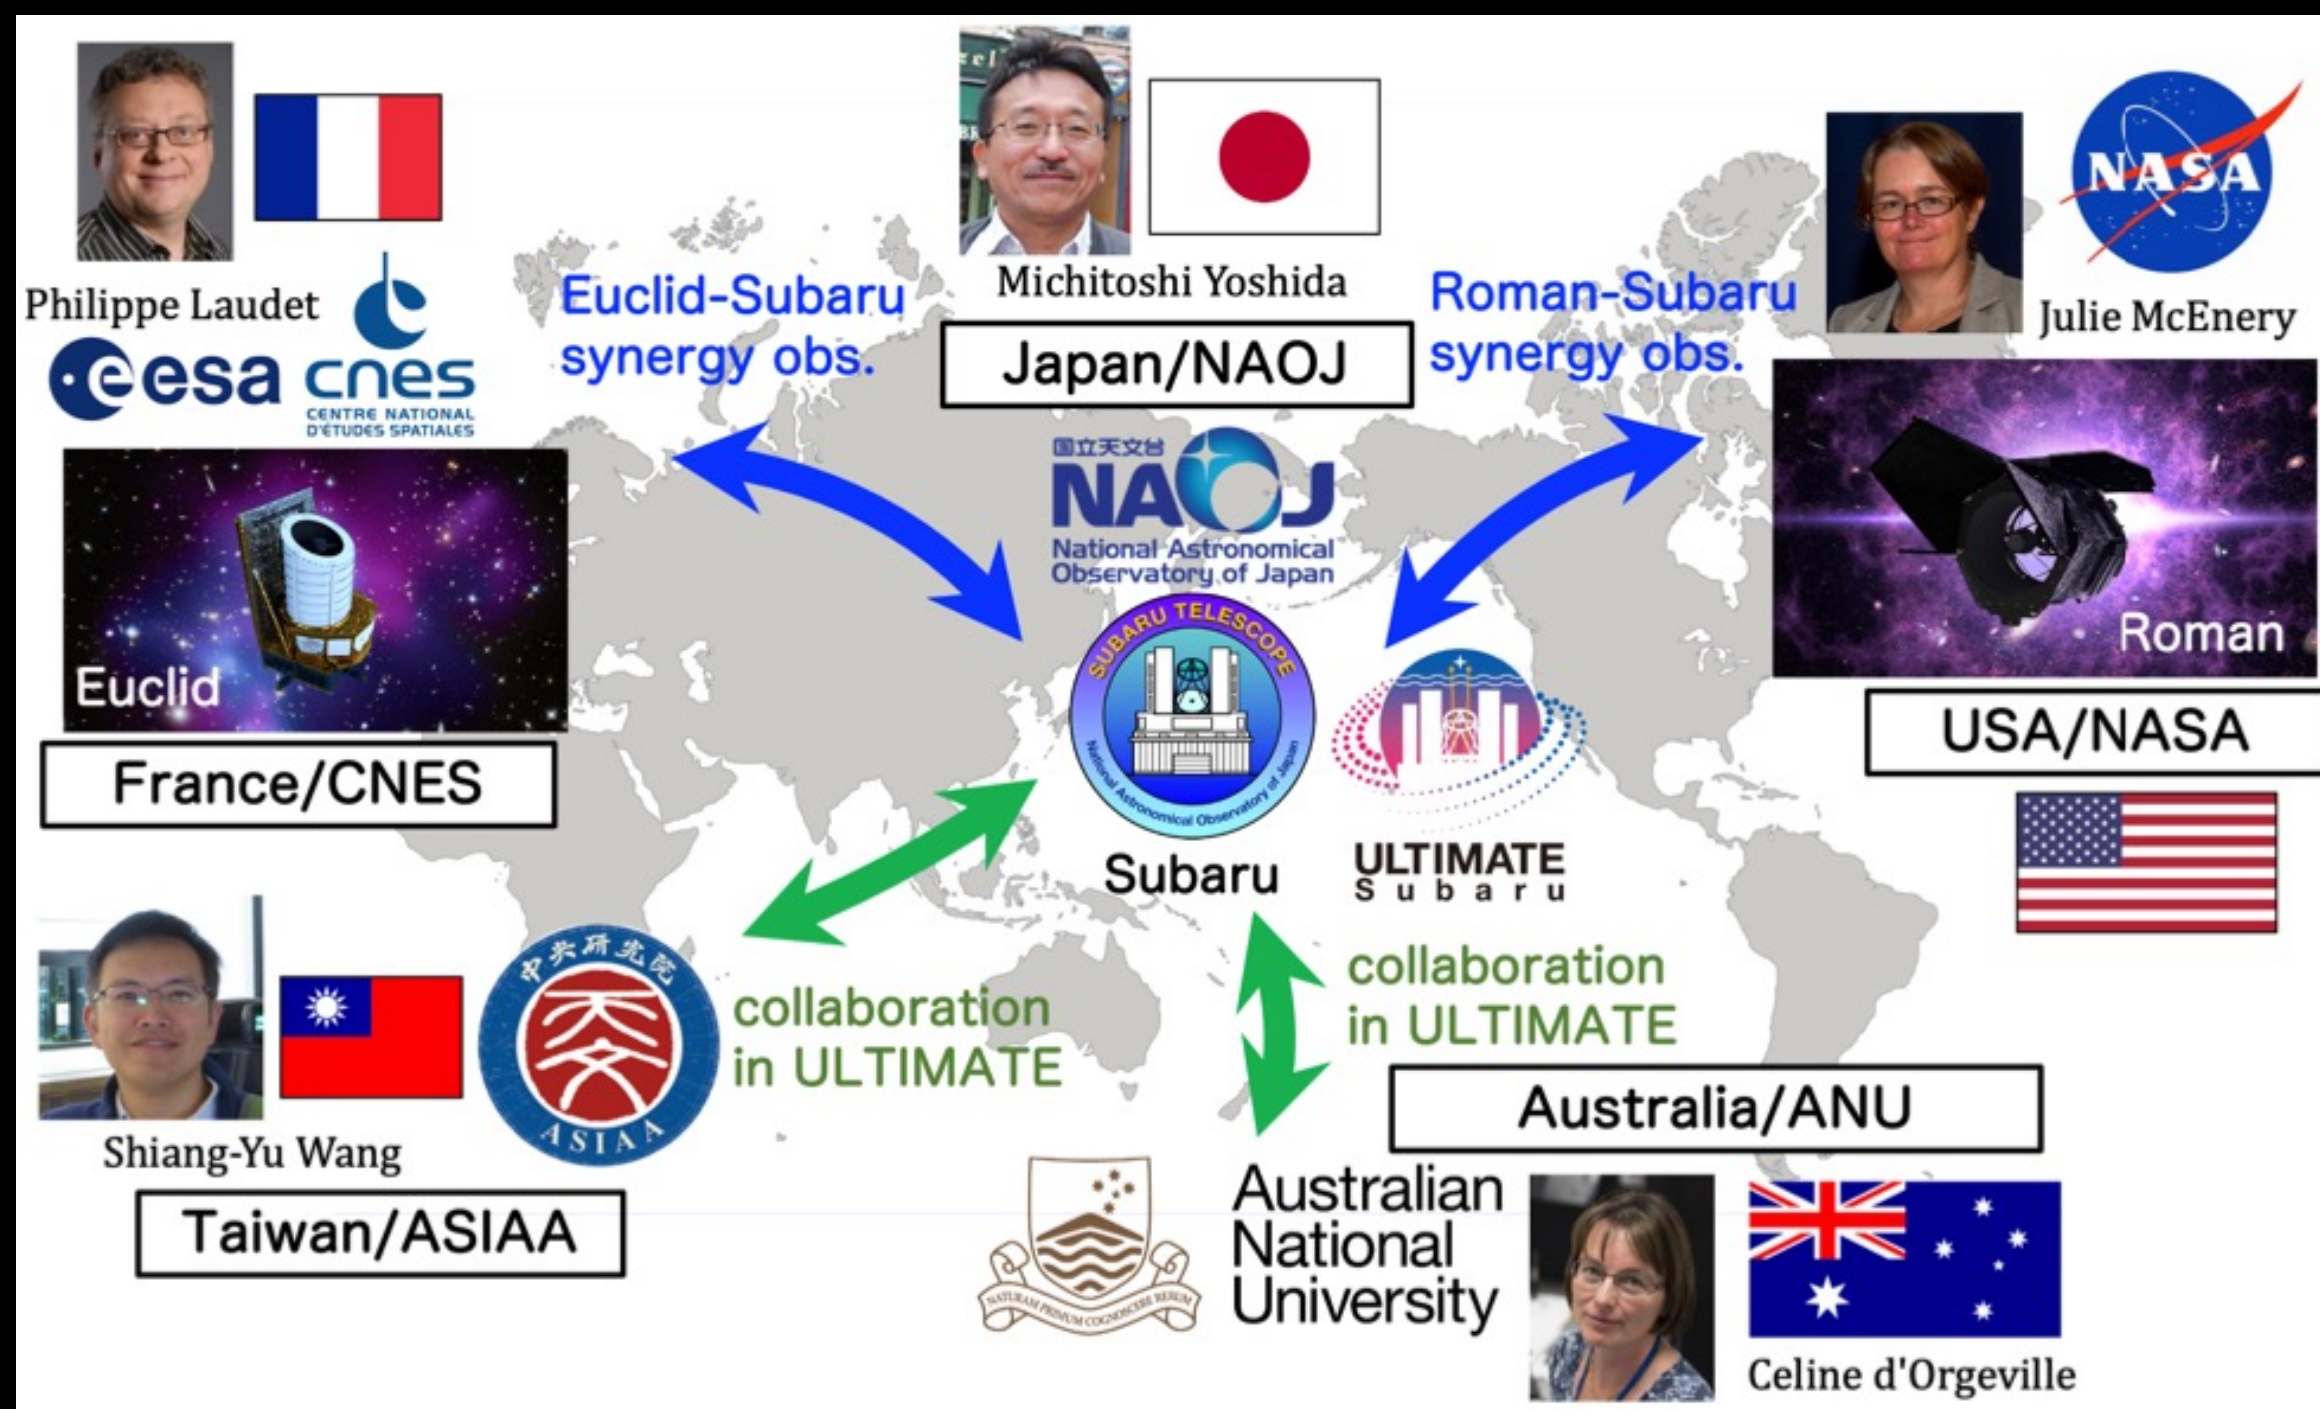 Philippe Laudet
esa
cnes
CENTRE NATIONAL
D'ÉTUDES SPATIALES
Euclid
France/CNES
Euclid-Subaru
synergy obs.
Michitoshi Yoshida
Japan/NAOJ
国立天文台
NAOJ
National Astronomical
Observatory of Japan
Roman-Subaru
synergy obs.
NASA
Julie McEnery
Roman
USA/NASA
SUBARU TELESCOPE
National Astronomical Observatory of Japan
Subaru
ULTIMATE
Subaru
Shiang-Yu Wang
中央研究院
ASIAA
Taiwan/ASIAA
collaboration
in ULTIMATE
collaboration
in ULTIMATE
Australia/ANU
NATURAM PRIMUM COGNOSCERE RERUM
Australian
National
University
Celine d'Orgeville